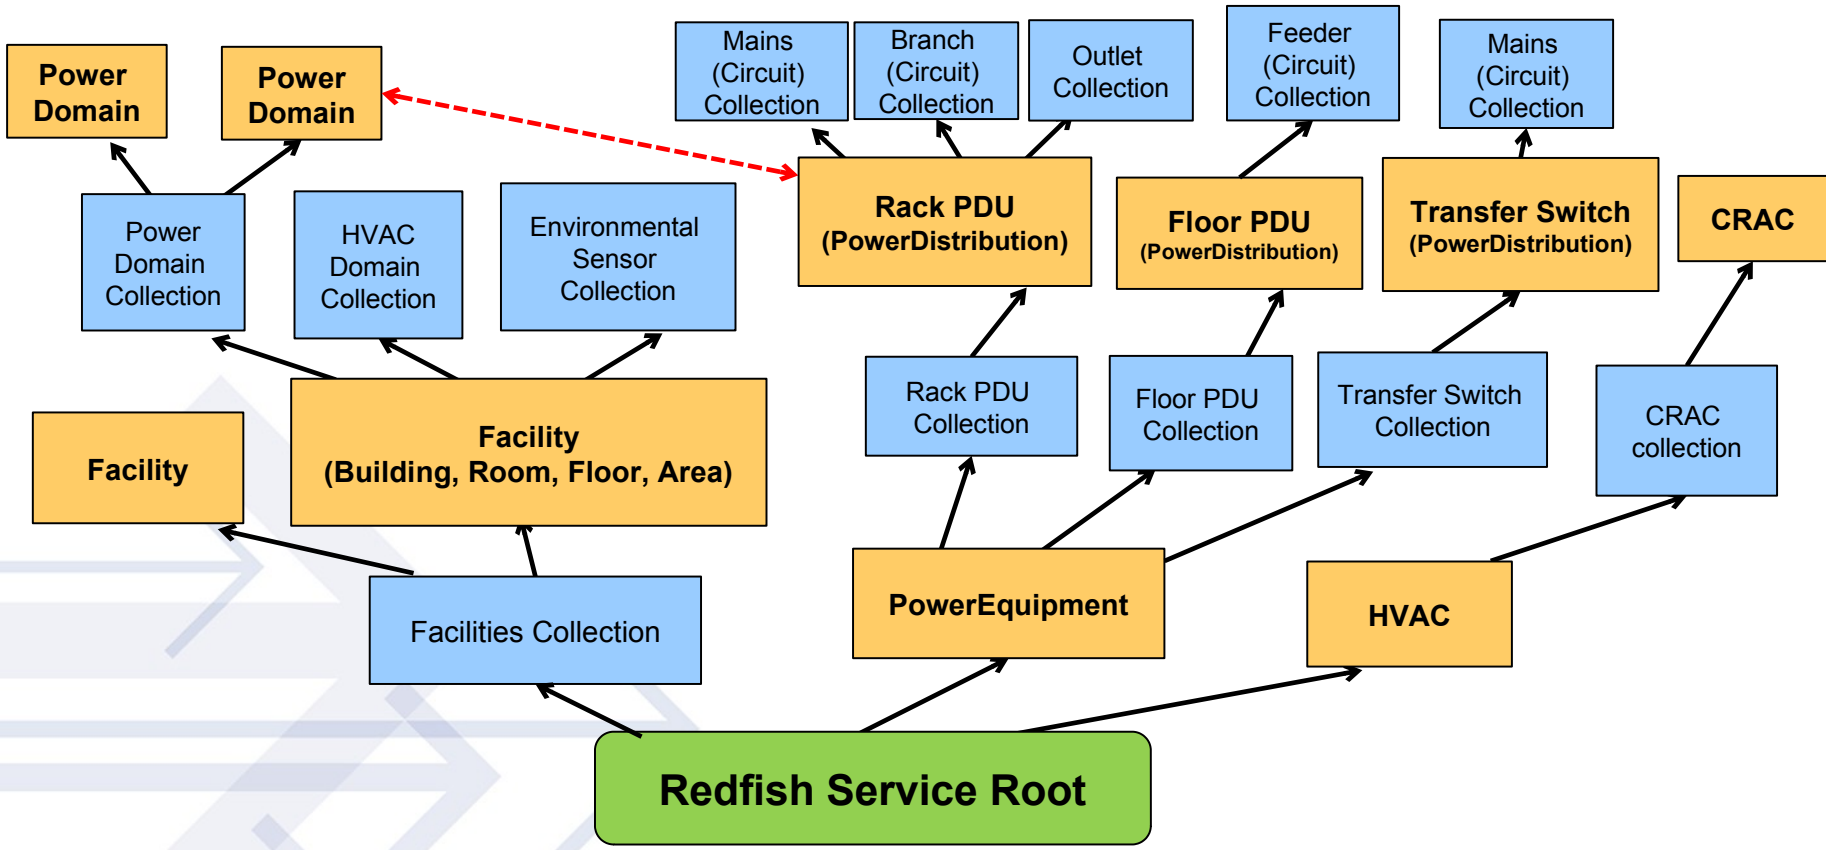 Power
Domain
Power
Domain
Mains
(Circuit)
Collection
Branch
(Circuit)
Collection
Outlet
Collection
Feeder
(Circuit)
Collection
Mains
(Circuit)
Collection
Power
Domain
Collection
HVAC
Domain
Collection
Environmental
Sensor
Collection
Rack PDU
(PowerDistribution)
Floor PDU
(PowerDistribution)
Transfer Switch
(PowerDistribution)
CRAC
Facility
Facility
(Building, Room, Floor, Area)
Rack PDU
Collection
Floor PDU
Collection
Transfer Switch
Collection
CRAC
collection
Facilities Collection
PowerEquipment
HVAC
Redfish Service Root